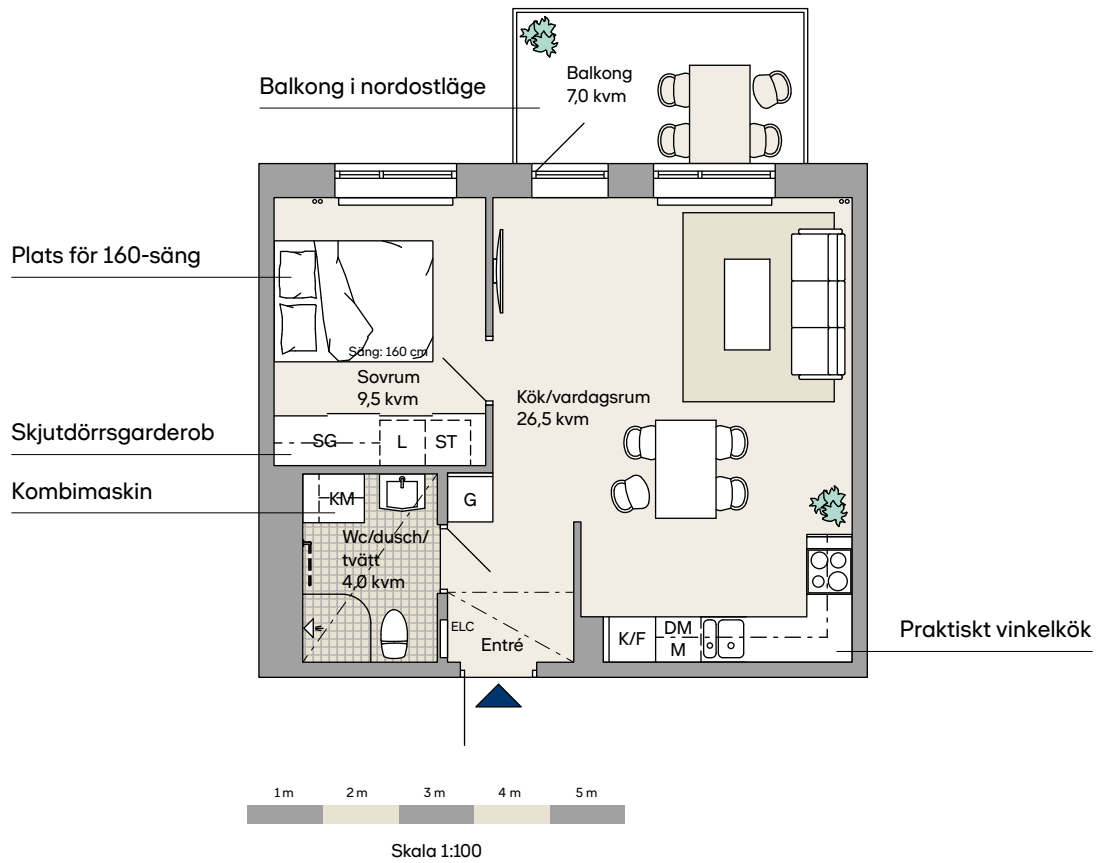 Balkong i nordostläge
Balkong
7,0 kvm
Plats för 160-säng
Säng: 160 cm
Sovrum
9,5 kvm
Kök/vardagsrum
26,5 kvm
Skjutdörrsgarderob
SG
L
ST
Kombimaskin
KM
G
Wc/dusch/
tvätt
4,0 kvm
ELC
Entré
K/F
DM
M
Praktiskt vinkelkök
1 m
2 m
3 m
4 m
5 m
Skala 1:100